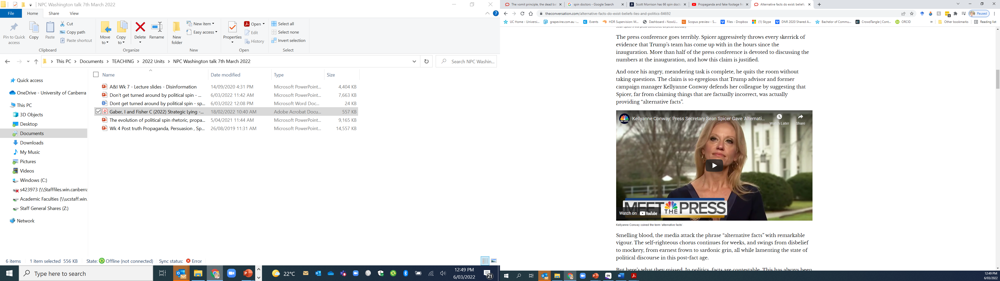 NPC Washington talk 7th March 2022
File Home Share View
Pin to Quick access
Copy
Paste
Cut
Copy path
Paste shortcut
Clipboard
Move to
Copy to
Delete
Rename
Organize
New folder
New item
Easy access
New
Properties
Open
Edit
History
Open
Select all
Select none
Invert selection
Select
This PC > Documents > TEACHING > 2022 Units > NPC Washington talk 7th March 2022
Search NPC Washin...
Name Date modified Type Size
Quick access
OneDrive - University of Canberra
This PC
3D Objects
Desktop
Documents
Downloads
My Music
Pictures
Videos
Windows (C:)
s423973 (\\Stafffiles.win.canberra
Academic Faculties (\\ucstaff.win.
Staff General Shares (Z:)
Network
A&I Wk 7 - Lecture slides - Disinformation 14/09/2020 4:31 PM Microsoft PowerPoint... 4,404 KB
Don't get turned around by political spin - ... 6/03/2022 11:42 AM Microsoft PowerPoint... 7,663 KB
Dont get turned around by political spin - sp... 6/03/2022 12:08 PM Microsoft Word Doc... 24 KB
Gaber, I and Fisher C (2022) Strategic Lying -... 18/02/2022 10:40 AM Adobe Acrobat Docu... 557 KB
The evolution of political spin rhetoric, propa... 5/04/2021 11:44 AM Microsoft PowerPoint... 9,165 KB
Wk 4 Post truth Propaganda, Persuasion , Sp... 26/08/2019 11:31 AM Microsoft PowerPoint... 14,557 KB
6 items 1 item selected 556 KB State: Offline (not connected) Sync status: Error
Type here to search
22°C
12:49 PM
6/03/2022
21
The vomit principle, the dead bat
spin doctors - Google Search
Scott Morrison has 66 spin docto
Propaganda and fake footage fr
Alternative facts do exist: beliefs,
theconversation.com/alternative-facts-do-exist-beliefs-lies-and-politics-84692
Paused
UC Home - Universi... grapevine.com.au -... Events HDR Supervision: M... Dashboard ‹ NowU... Scopus preview - S... Files - Dropbox (1) Skype DNR 2020 Shared A... Bachelor of Commu... CrowdTangle | Cont... ORCID » Other bookmarks Reading list
Sean Spicer's first press conference as press secretary.
The press conference goes terribly. Spicer aggressively throws every skerrick of
evidence that Trump's team has come up with in the hours since the
inauguration. More than half of the press conference is devoted to discussing the
numbers at the inauguration, and how this claim is justified.
And once his angry, meandering task is complete, he quits the room without
taking questions. The claim is so egregious that Trump advisor and former
campaign manager Kellyanne Conway defends her colleague by suggesting that
Spicer, far from claiming things that are factually incorrect, was actually
providing “alternative facts”.
NBC NEWS
Kellyanne Conway: Press Secretary Sean Spicer Gave 'Alternati...
Watch Later
Share
MEET THE PRESS
Watch on YouTube
Kellyanne Conway coined the term 'alternative facts'.
Smelling blood, the media attack the phrase “alternative facts” with remarkable
vigour. The self-righteous chorus continues for weeks, and swings from disbelief
to mockery, from earnest frown to sardonic grin, all while lamenting the state of
political discourse in this post-fact age.
But here's what they missed. In politics, facts are contestable. This has always been
12:49 PM
6/03/2022